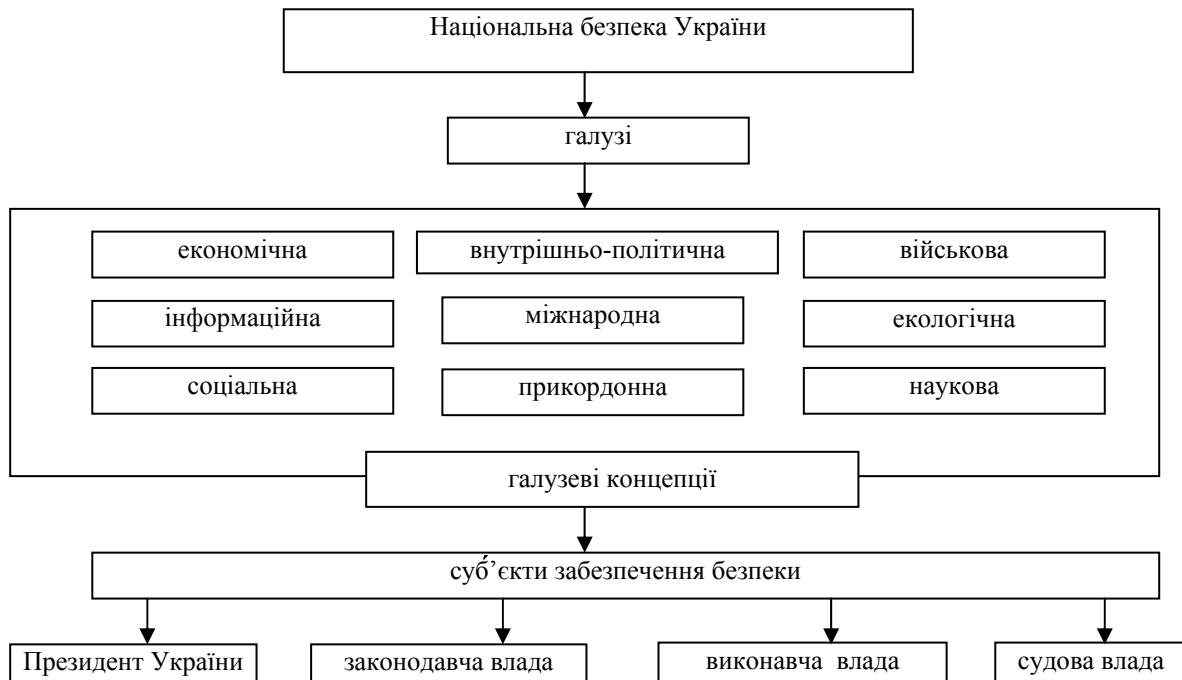 Національна безпека України
галузі
економічна
внутрішньо-політична
військова
інформаційна
міжнародна
екологічна
соціальна
прикордонна
наукова
галузеві концепції
суб́’єкти забезпечення безпеки
Президент України
законодавча влада
виконавча влада
судова влада